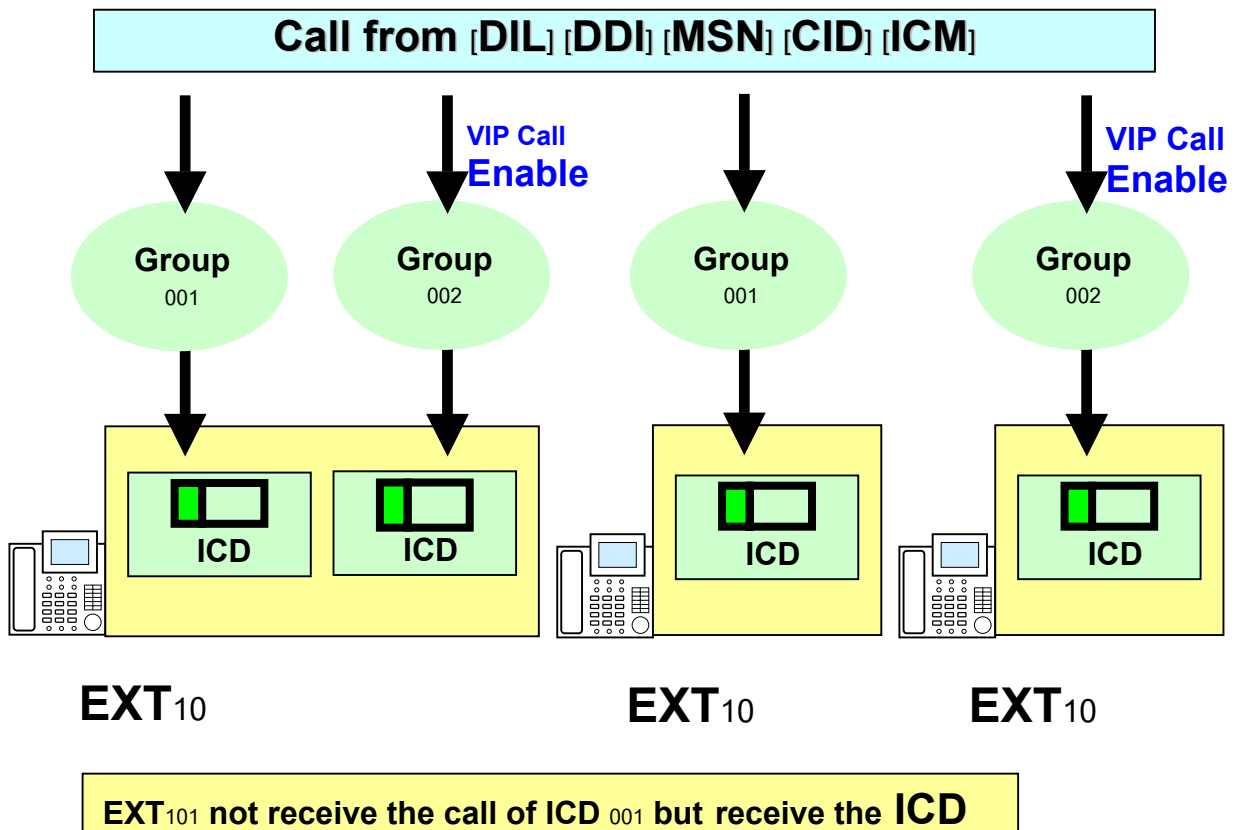 Call from [DIL] [DDI] [MSN] [CID] [ICM]
VIP Call
Enable
VIP Call
Enable
Group
001
Group
002
Group
001
Group
002
ICD
ICD
ICD
ICD
EXT10
EXT10
EXT10
EXT101 not receive the call of ICD 001 but receive the ICD